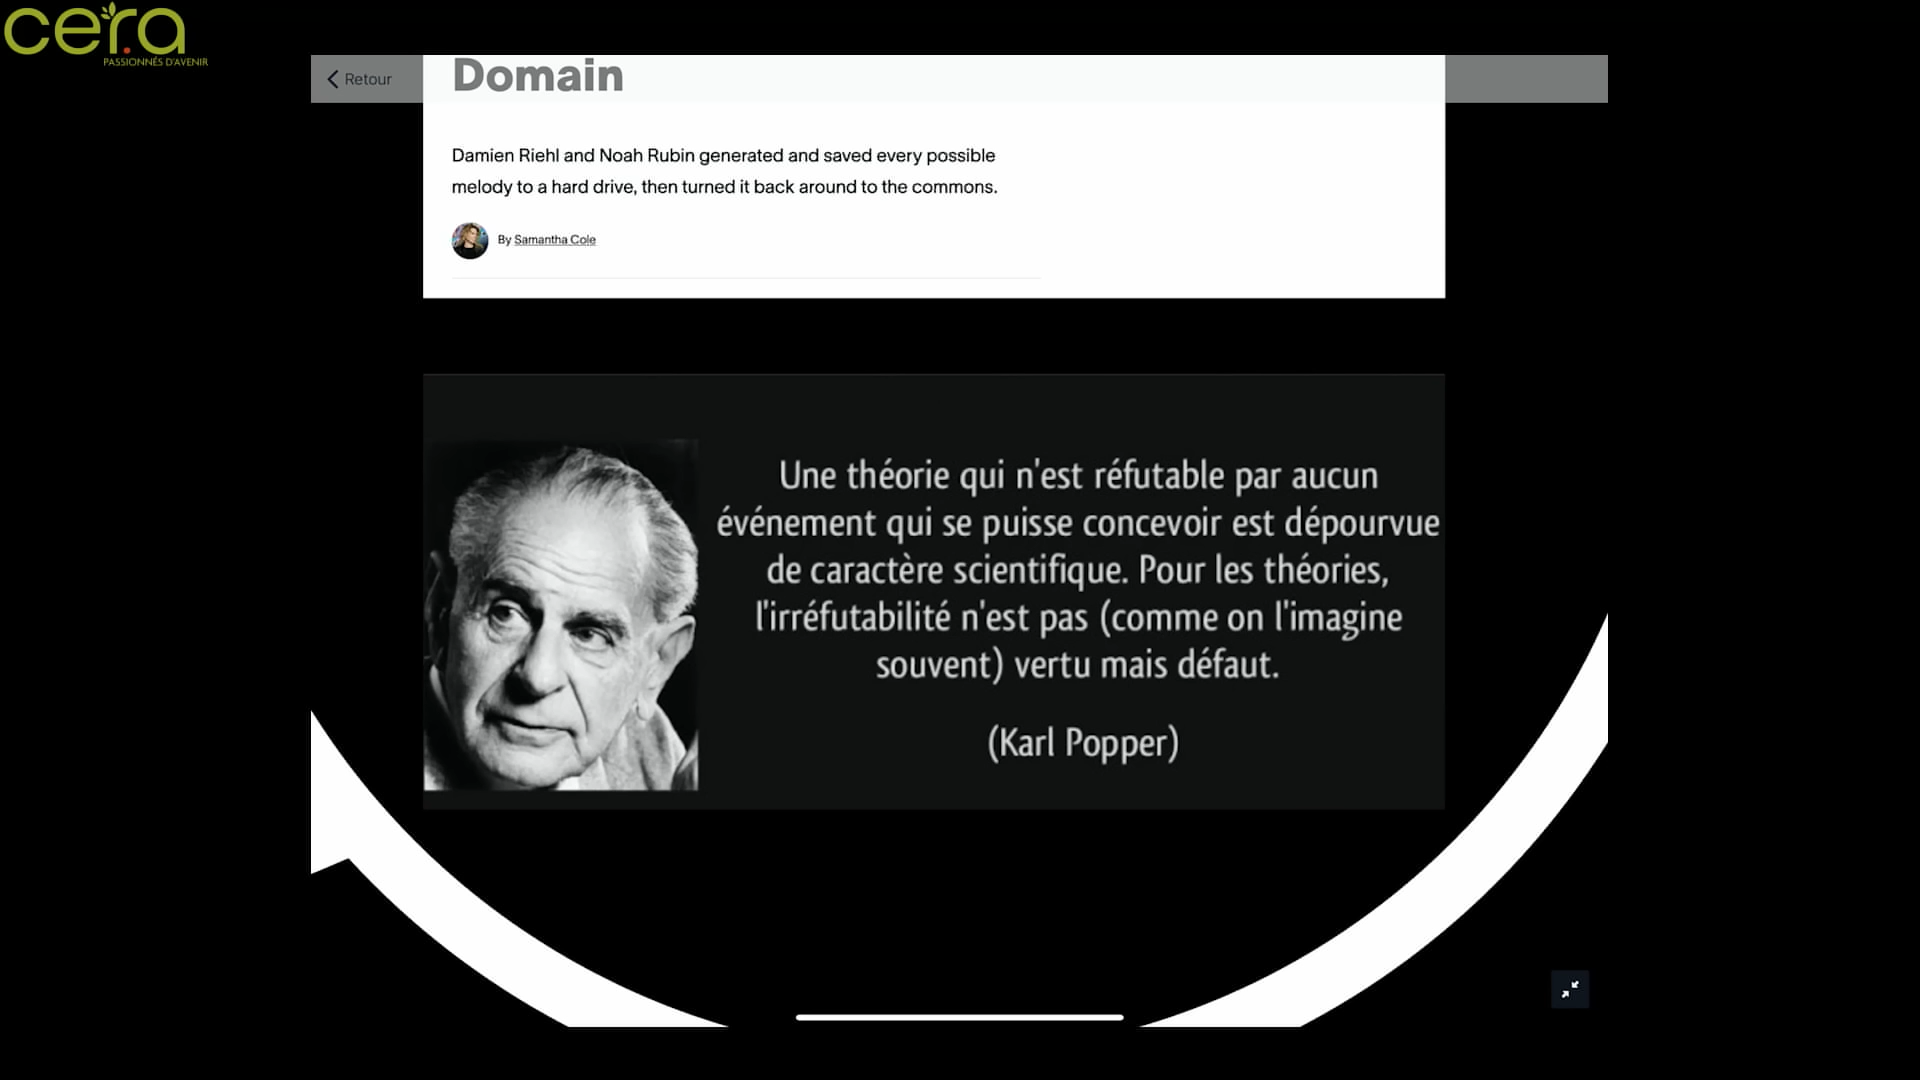 cera
PASSIONNÉS D'AVENIR
Retour
Domain
Damien Riehl and Noah Rubin generated and saved every possible
melody to a hard drive, then turned it back around to the commons.
By Samantha Cole
Une théorie qui n'est réfutable par aucun
événement qui se puisse concevoir est dépourvue
de caractère scientifique. Pour les théories,
l'irréfutabilité n'est pas (comme on l'imagine
souvent) vertu mais défaut.
(Karl Popper)